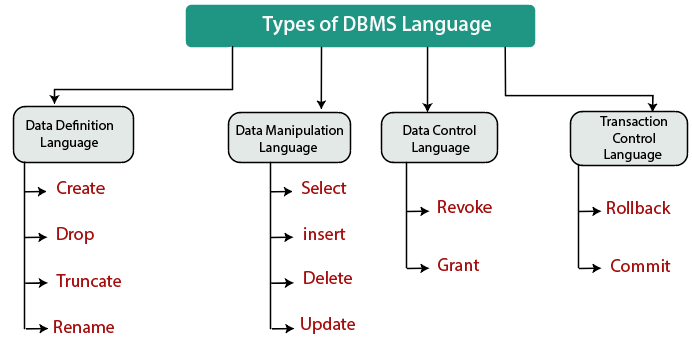 Types of DBMS Language
Data Definition
Language
Create
Drop
Truncate
Rename
Data Manipulation
Language
Select
insert
Delete
Update
Data Control
Language
Revoke
Grant
Transaction
Control
Language
Rollback
Commit